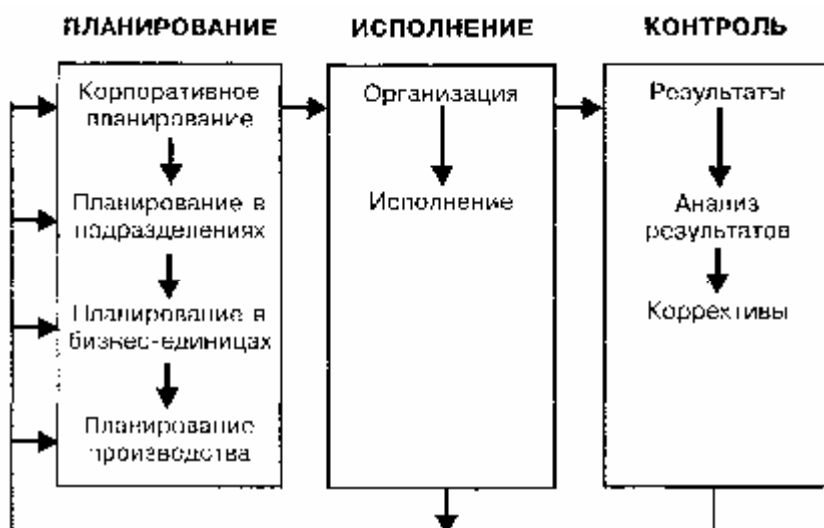 ПЛАНИРОВАНИЕ
Корпоративное
планирование
Планирование в
подразделениях
Планирование в
бизнес-единицах
Планирование
производства
ИСПОЛНЕНИЕ
Организация
Исполнение
КОНТРОЛЬ
Результаты
Анализ
результатов
Коррективы